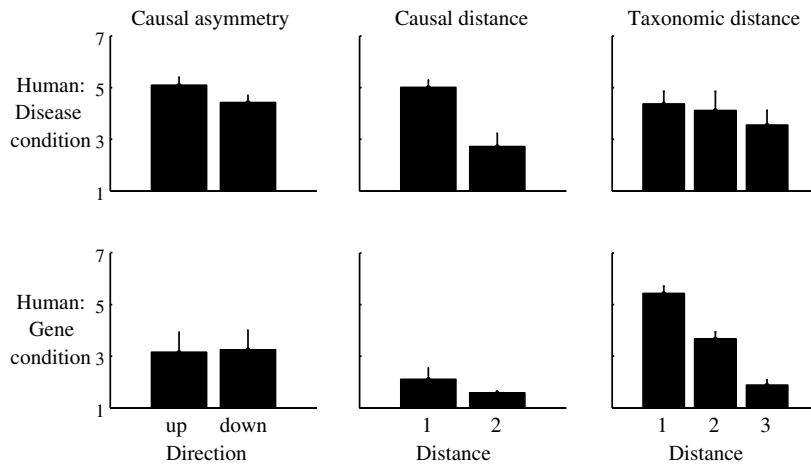 Causal asymmetry Causal distance Taxonomic distance
7
Human:
Disease
condition
5
3
1
7
Human:
Gene
condition
5
3
1
up down 1 2 1 2 3
Direction Distance Distance